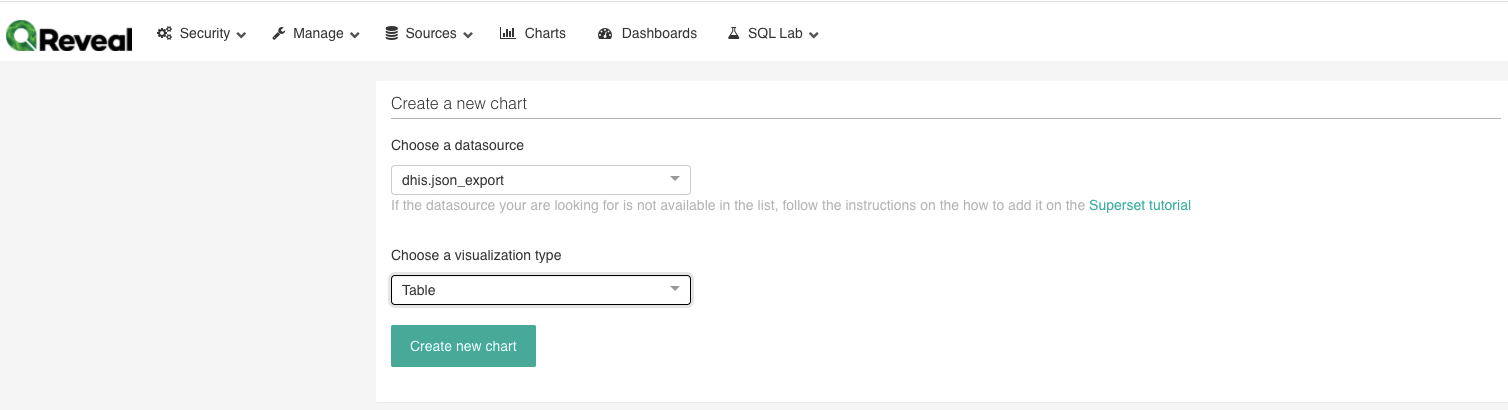 Reveal Security Manage Sources Charts Dashboards SQL Lab
Create a new chart
Choose a datasource
dhis.json_export
If the datasource your are looking for is not available in the list, follow the instructions on the how to add it on the Superset tutorial
Choose a visualization type
Table
Create new chart